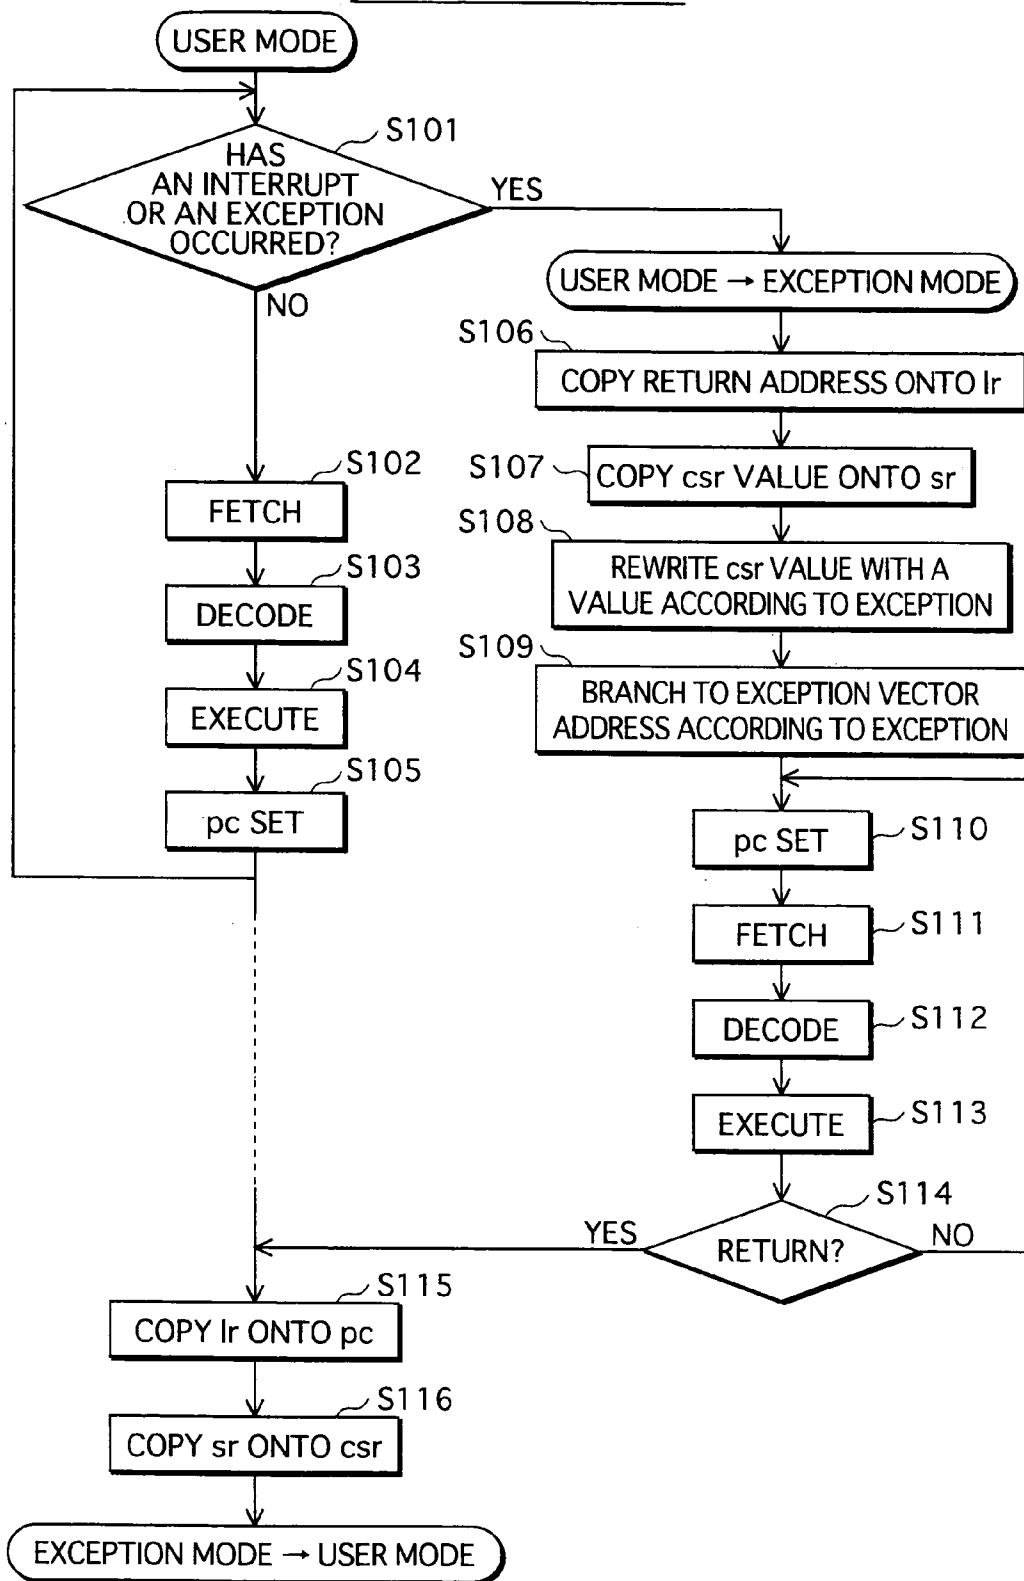 USER MODE
S101
HAS
AN INTERRUPT
OR AN EXCEPTION
OCCURRED?
YES
NO
USER MODE → EXCEPTION MODE
S106
COPY RETURN ADDRESS ONTO lr
S107
COPY csr VALUE ONTO sr
S108
REWRITE csr VALUE WITH A
VALUE ACCORDING TO EXCEPTION
S109
BRANCH TO EXCEPTION VECTOR
ADDRESS ACCORDING TO EXCEPTION
S102
FETCH
S103
DECODE
S104
EXECUTE
S105
pc SET
pc SET
S110
FETCH
S111
DECODE
S112
EXECUTE
S113
S114
RETURN?
YES
NO
S115
COPY lr ONTO pc
S116
COPY sr ONTO csr
EXCEPTION MODE → USER MODE